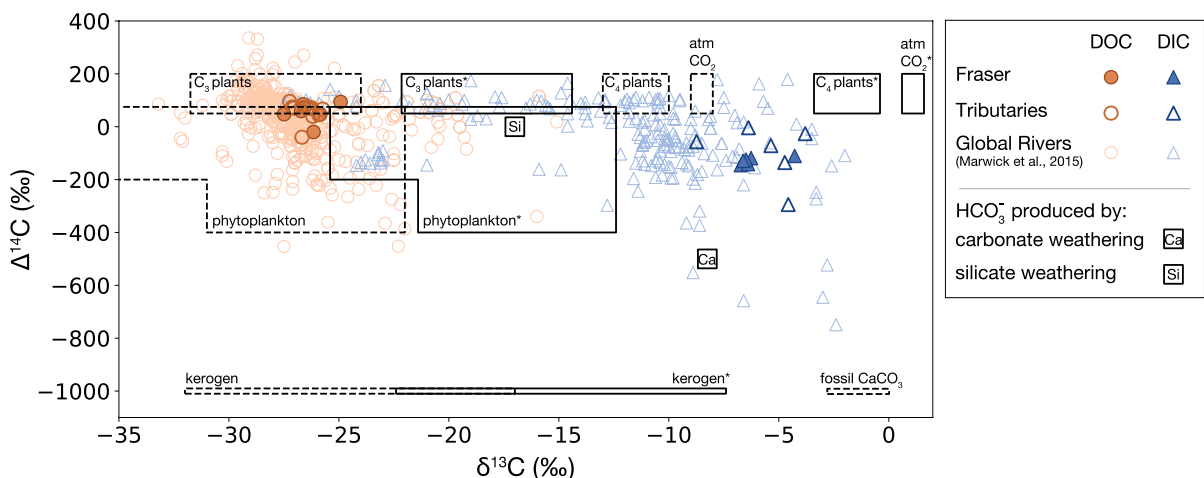 400
200
0
−200
−400
−600
−800
−1000
Δ¹⁴C (‰)
−35
−30
−25
−20
−15
−10
−5
0
δ¹³C (‰)
C₃ plants
C₃ plants*
C₄ plants
atm
CO₂
C₄ plants*
atm
CO₂*
Si
phytoplankton
phytoplankton*
Ca
kerogen
kerogen*
fossil CaCO₃
DOC DIC
Fraser
Tributaries
Global Rivers
(Marwick et al., 2015)
HCO₃⁻ produced by:
carbonate weathering Ca
silicate weathering Si